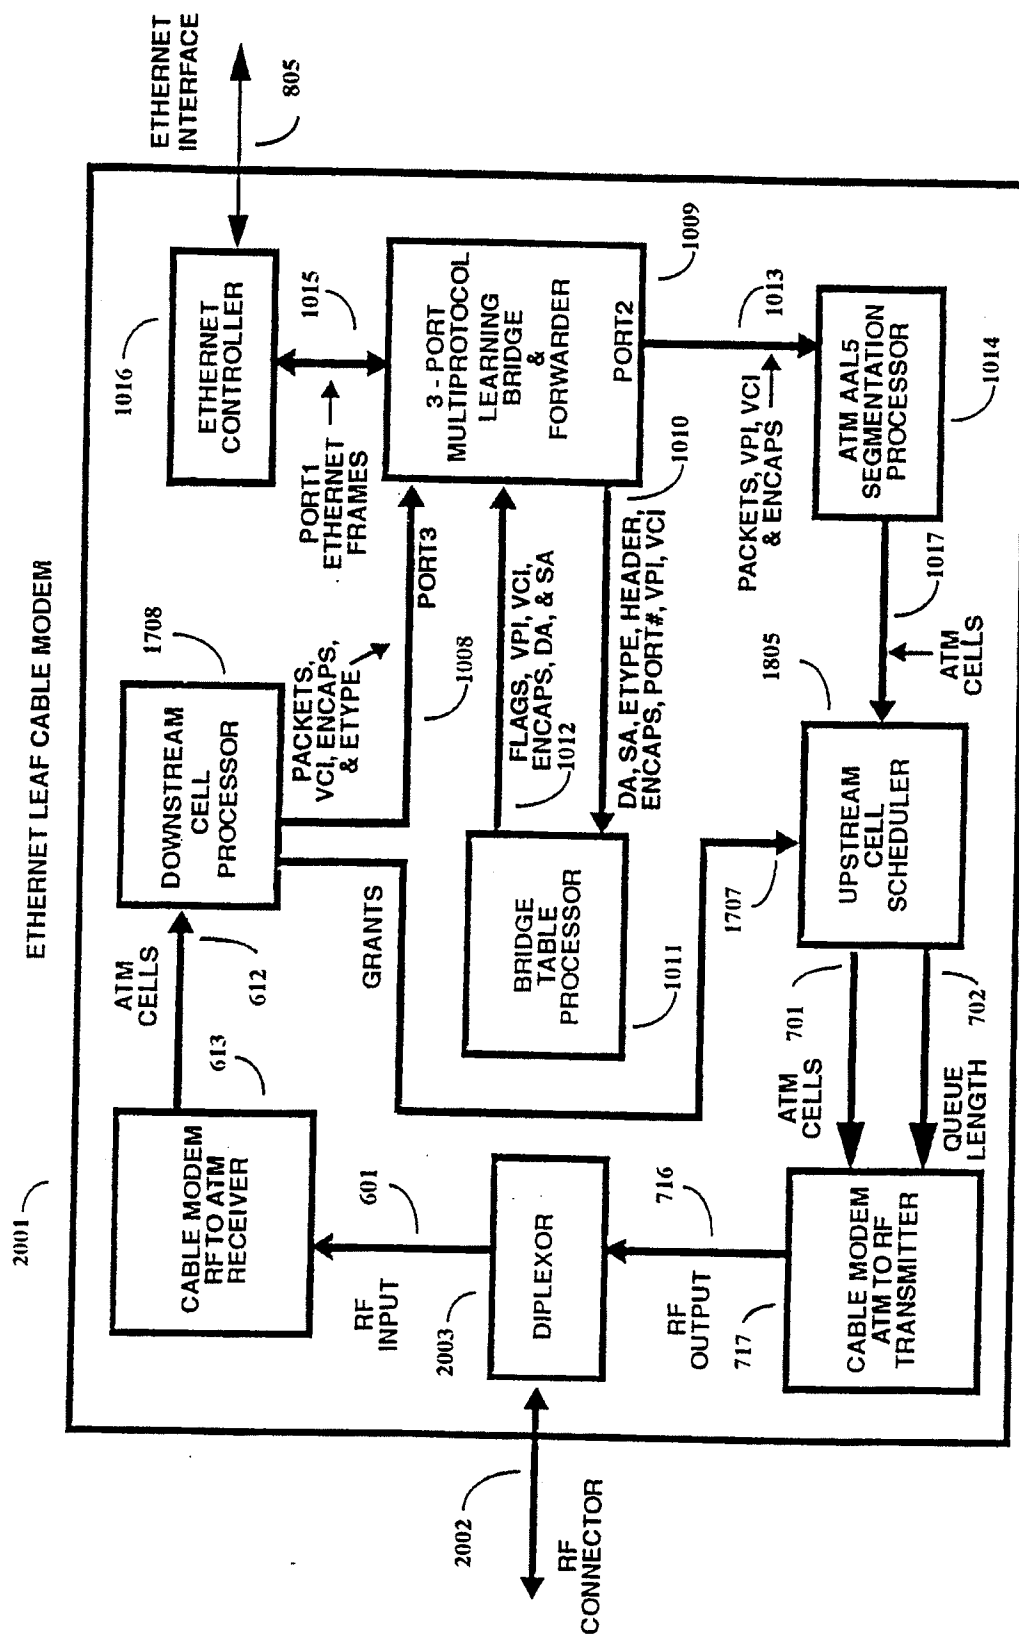 ETHERNET LEAF CABLE MODEM
2001
CABLE MODEM
RF TO ATM
RECEIVER
613
ATM
CELLS
612
DOWNSTREAM
CELL
PROCESSOR
1708
1016
ETHERNET
CONTROLLER
ETHERNET
INTERFACE
805
1015
PORT1
ETHERNET
FRAMES
PACKETS,
VCI, ENCAPS,
& ETYPE
PORT3
1008
GRANTS
3 - PORT
MULTIPROTOCOL
LEARNING
BRIDGE
&
FORWARDER
PORT2
1009
FLAGS, VPI, VCI,
ENCAPS, DA, & SA
1012
1010
DA, SA, ETYPE, HEADER,
ENCAPS, PORT#, VPI, VCI
BRIDGE
TABLE
PROCESSOR
1011
RF
INPUT
601
2003
DIPLEXOR
2002
RF
CONNECTOR
RF
OUTPUT
716
717
CABLE MODEM
ATM TO RF
TRANSMITTER
ATM
CELLS
701
QUEUE
LENGTH
702
1707
UPSTREAM
CELL
SCHEDULER
1805
ATM
CELLS
1017
PACKETS, VPI, VCI
& ENCAPS
1013
ATM AAL5
SEGMENTATION
PROCESSOR
1014